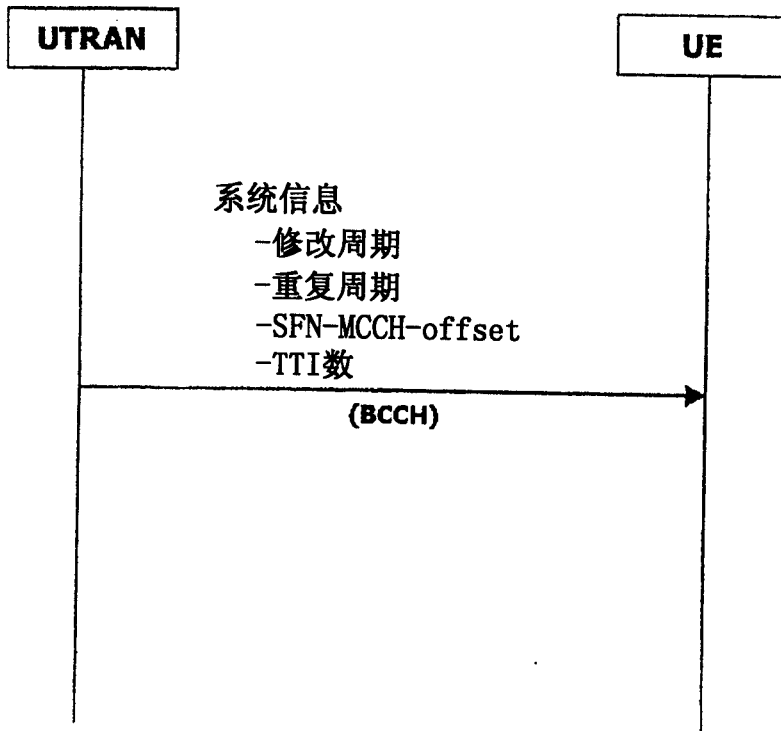 UTRAN
UE
系统信息
-修改周期
-重复周期
-SFN-MCCH-offset
-TTI数
(BCCH)